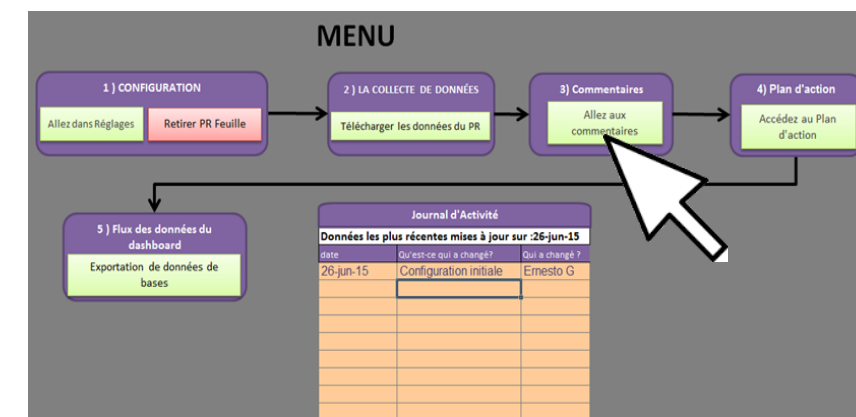 MENU
1 ) CONFIGURATION
Allez dans Réglages
Retirer PR Feuille
2 ) LA COLLECTE DE DONNÉES
Télécharger les données du PR
3) Commentaires
Allez aux
commentaires
4) Plan d'action
Accédez au Plan
d'action
5 ) Flux des données du
dashboard
Exportation de données de
bases
Journal d'Activité
Données les plus récentes mises à jour sur :26-jun-15
date
Qu'est-ce qui a changé?
Qui a changé ?
26-jun-15
Configuration initiale
Ernesto G